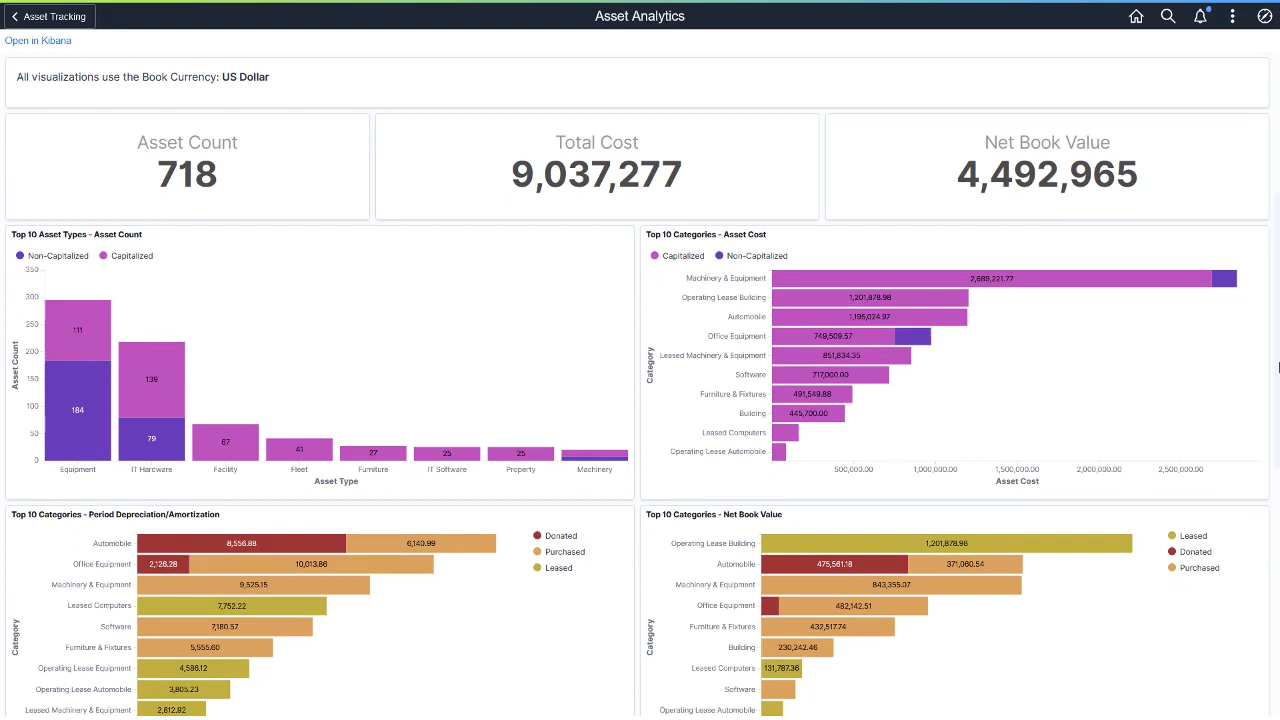 Asset Tracking
Asset Analytics
Open in Kibana
All visualizations use the Book Currency: US Dollar
Asset Count
718
Total Cost
9,037,277
Net Book Value
4,492,965
Top 10 Asset Types - Asset Count
Non-Capitalized Capitalized
350
300
250
200
150
100
50
0
Asset Count
111
184
139
79
67
41
27
25
25
Equipment IT Hardware Facility Fleet Furniture IT Software Property Machinery
Asset Type
Top 10 Categories - Asset Cost
Capitalized Non-Capitalized
Category
Machinery & Equipment 2,689,221.77
Operating Lease Building 1,201,878.98
Automobile 1,195,024.97
Office Equipment 749,509.57
Leased Machinery & Equipment 851,834.35
Software 717,000.00
Furniture & Fixtures 491,549.88
Building 445,700.00
Leased Computers
Operating Lease Automobile
500,000.00 1,000,000.00 1,500,000.00 2,000,000.00 2,500,000.00
Asset Cost
Top 10 Categories - Period Depreciation/Amortization
Donated
Purchased
Leased
Category
Automobile 8,556.88 6,140.99
Office Equipment 2,126.28 10,013.86
Machinery & Equipment 9,525.15
Leased Computers 7,752.22
Software 7,180.57
Furniture & Fixtures 5,555.60
Operating Lease Equipment 4,586.12
Operating Lease Automobile 3,805.23
Leased Machinery & Equipment 2,812.92
Top 10 Categories - Net Book Value
Leased
Donated
Purchased
Category
Operating Lease Building 1,201,878.98
Automobile 475,561.18 371,060.54
Machinery & Equipment 843,355.07
Office Equipment 482,142.51
Furniture & Fixtures 432,517.74
Building 230,242.46
Leased Computers 131,787.36
Software
Operating Lease Automobile